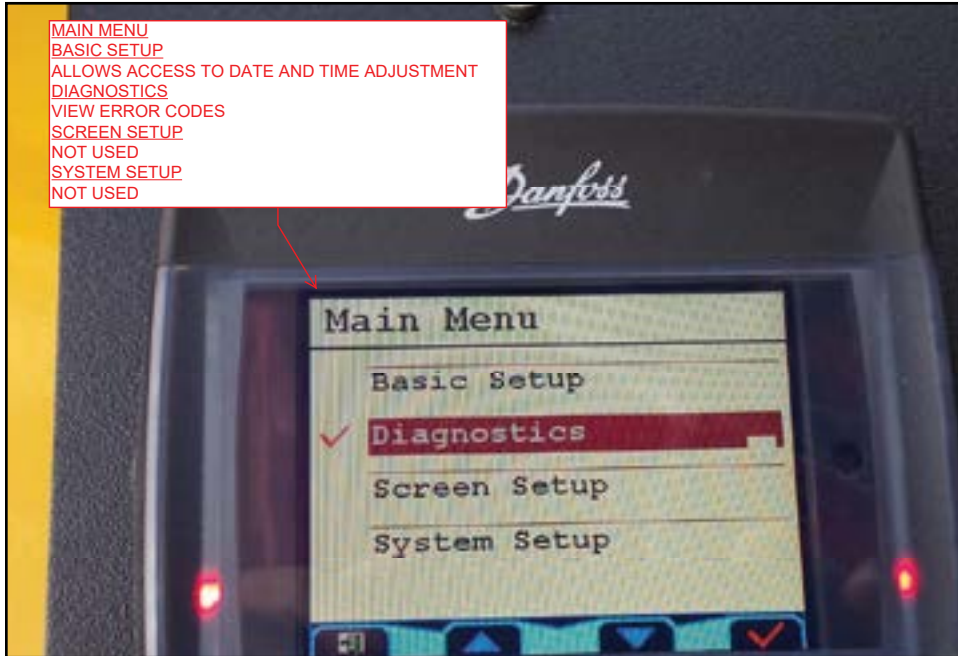 MAIN MENU
BASIC SETUP
ALLOWS ACCESS TO DATE AND TIME ADJUSTMENT
DIAGNOSTICS
VIEW ERROR CODES
SCREEN SETUP
NOT USED
SYSTEM SETUP
NOT USED
Danfoss
Main Menu
Basic Setup
Diagnostics
Screen Setup
System Setup